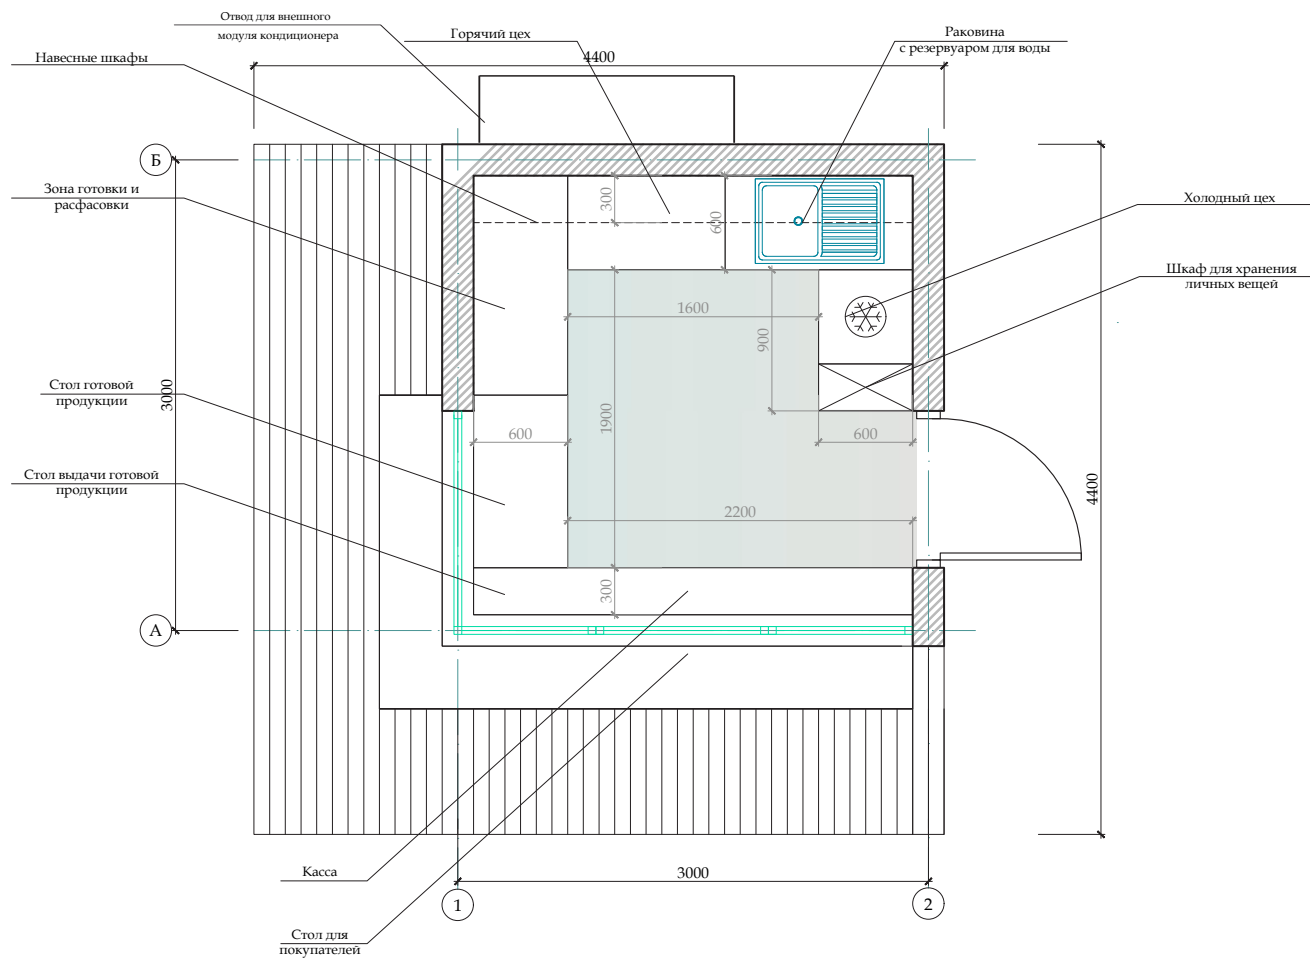 Отвод для внешного
модуля кондиционера
Горячий цех
Раковина
с резервуаром для воды
Навесные шкафы
4400
Б
Зона готовки и
расфасовки
300
600
Холодный цех
Шкаф для хранения
личных вещей
1600
900
3000
Стол готовой
продукции
1900
600
600
Стол выдачи готовой
продукции
4400
2200
300
А
Касса
3000
1
2
Стол для
покупателей